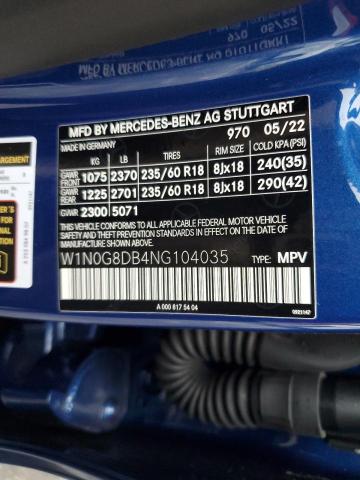 MFD BY MERCEDES-BENZ AG STUTTGART
MADE IN GERMANY
970 05/22
KG LB TIRES RIM SIZE COLD KPA(PSI)
GAWR FRONT 1075 2370 235/60 R18 8Jx18 240(35)
GAWR REAR 1225 2701 235/60 R18 8Jx18 290(42)
GVWR 2300 5071
THIS VEHICLE CONFORMS TO ALL APPLICABLE FEDERAL MOTOR VEHICLE
SAFETY AND THEFT PREVENTION STANDARDS IN EFFECT ON THE DATE OF
MANUFACTURE SHOWN ABOVE.
W1N0G8DB4NG104035 TYPE: MPV
A 000 817 54 04
0921147